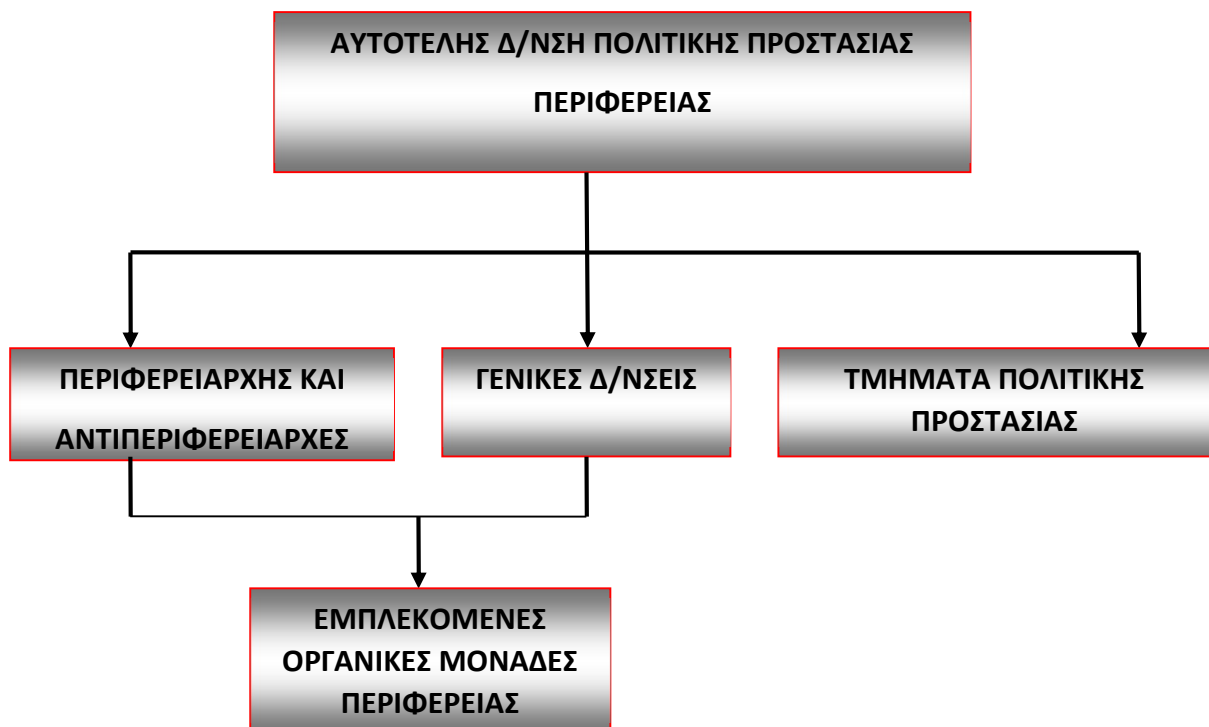 ΑΥΤΟΤΕΛΗΣ Δ/ΝΣΗ ΠΟΛΙΤΙΚΗΣ ΠΡΟΣΤΑΣΙΑΣ
ΠΕΡΙΦΕΡΕΙΑΣ
ΠΕΡΙΦΕΡΕΙΑΡΧΗΣ ΚΑΙ
ΑΝΤΙΠΕΡΙΦΕΡΕΙΑΡΧΕΣ
ΓΕΝΙΚΕΣ Δ/ΝΣΕΙΣ
ΤΜΗΜΑΤΑ ΠΟΛΙΤΙΚΗΣ
ΠΡΟΣΤΑΣΙΑΣ
ΕΜΠΛΕΚΟΜΕΝΕΣ
ΟΡΓΑΝΙΚΕΣ ΜΟΝΑΔΕΣ
ΠΕΡΙΦΕΡΕΙΑΣ